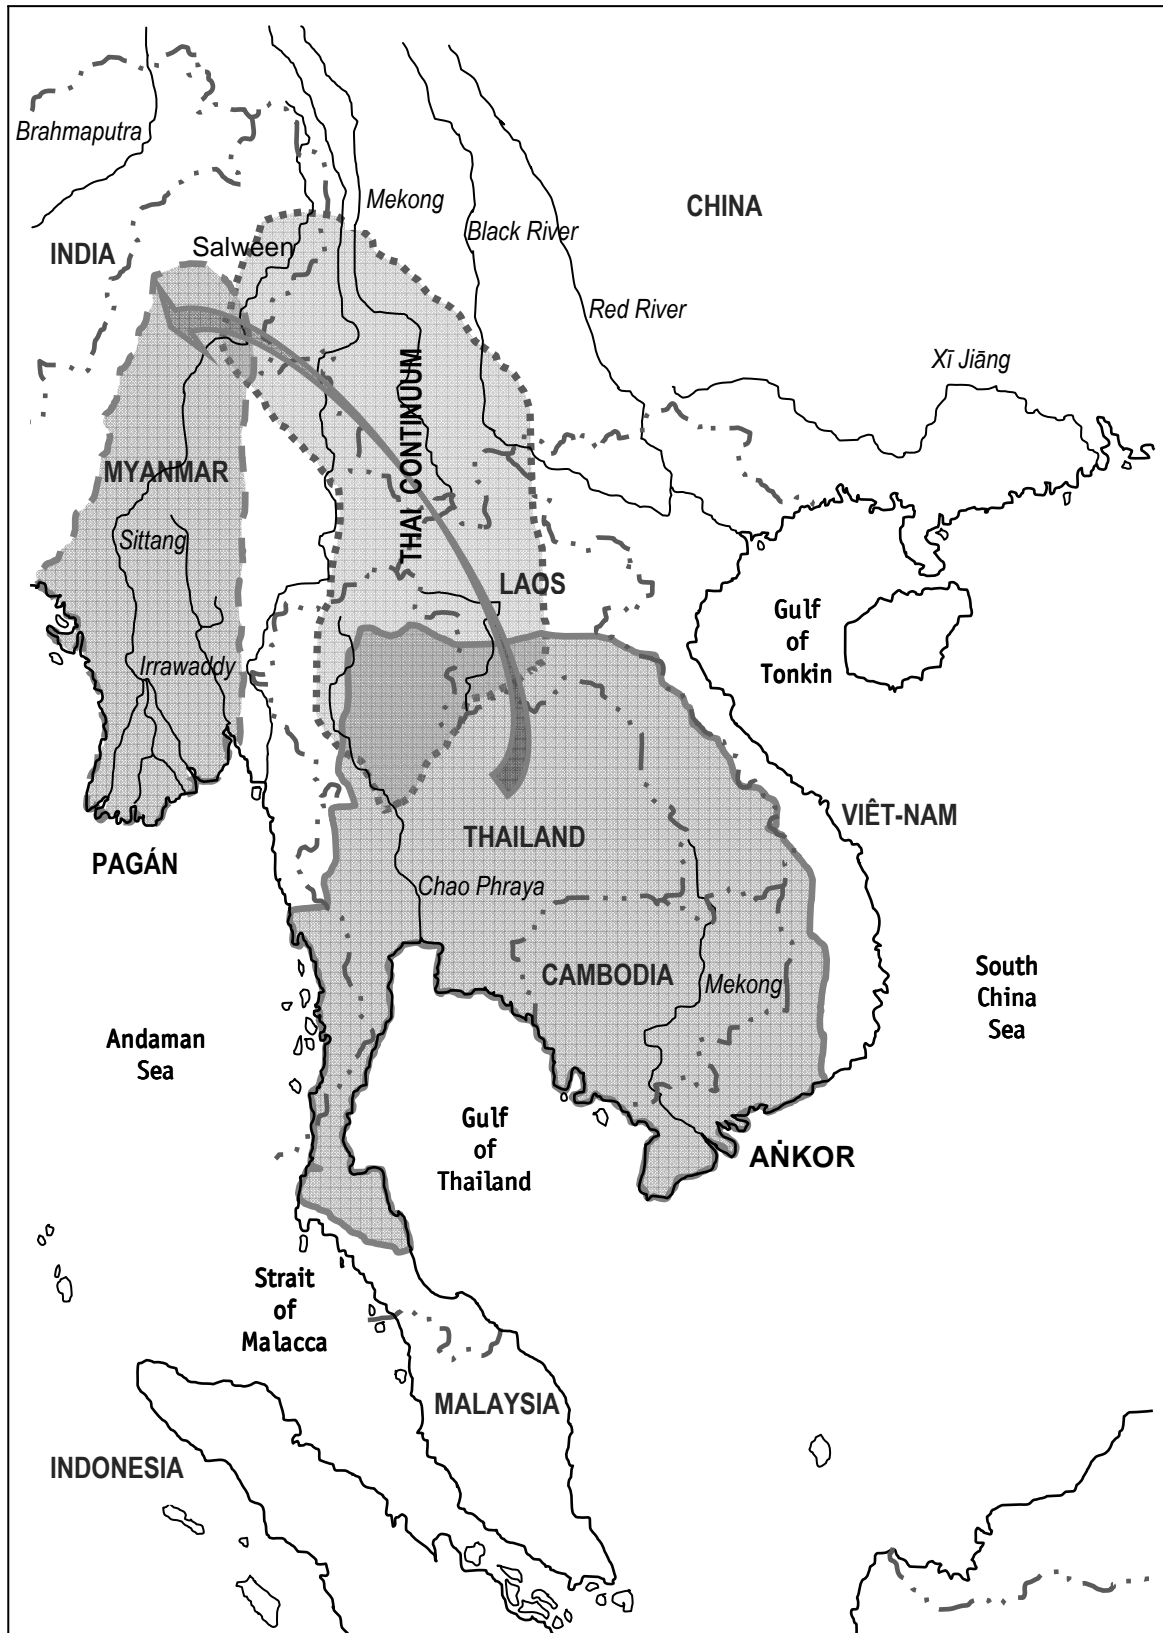 Brahmaputra
Mekong
CHINA
Black River
INDIA
Salween
Red River
Xī Jiāng
THAI CONTINUUM
MYANMAR
Sittang
LAOS
Gulf
of
Tonkin
Irrawaddy
VIÊT-NAM
THAILAND
PAGÁN
Chao Phraya
CAMBODIA
Mekong
South
China
Sea
Andaman
Sea
Gulf
of
Thailand
AṄKOR
Strait
of
Malacca
MALAYSIA
INDONESIA